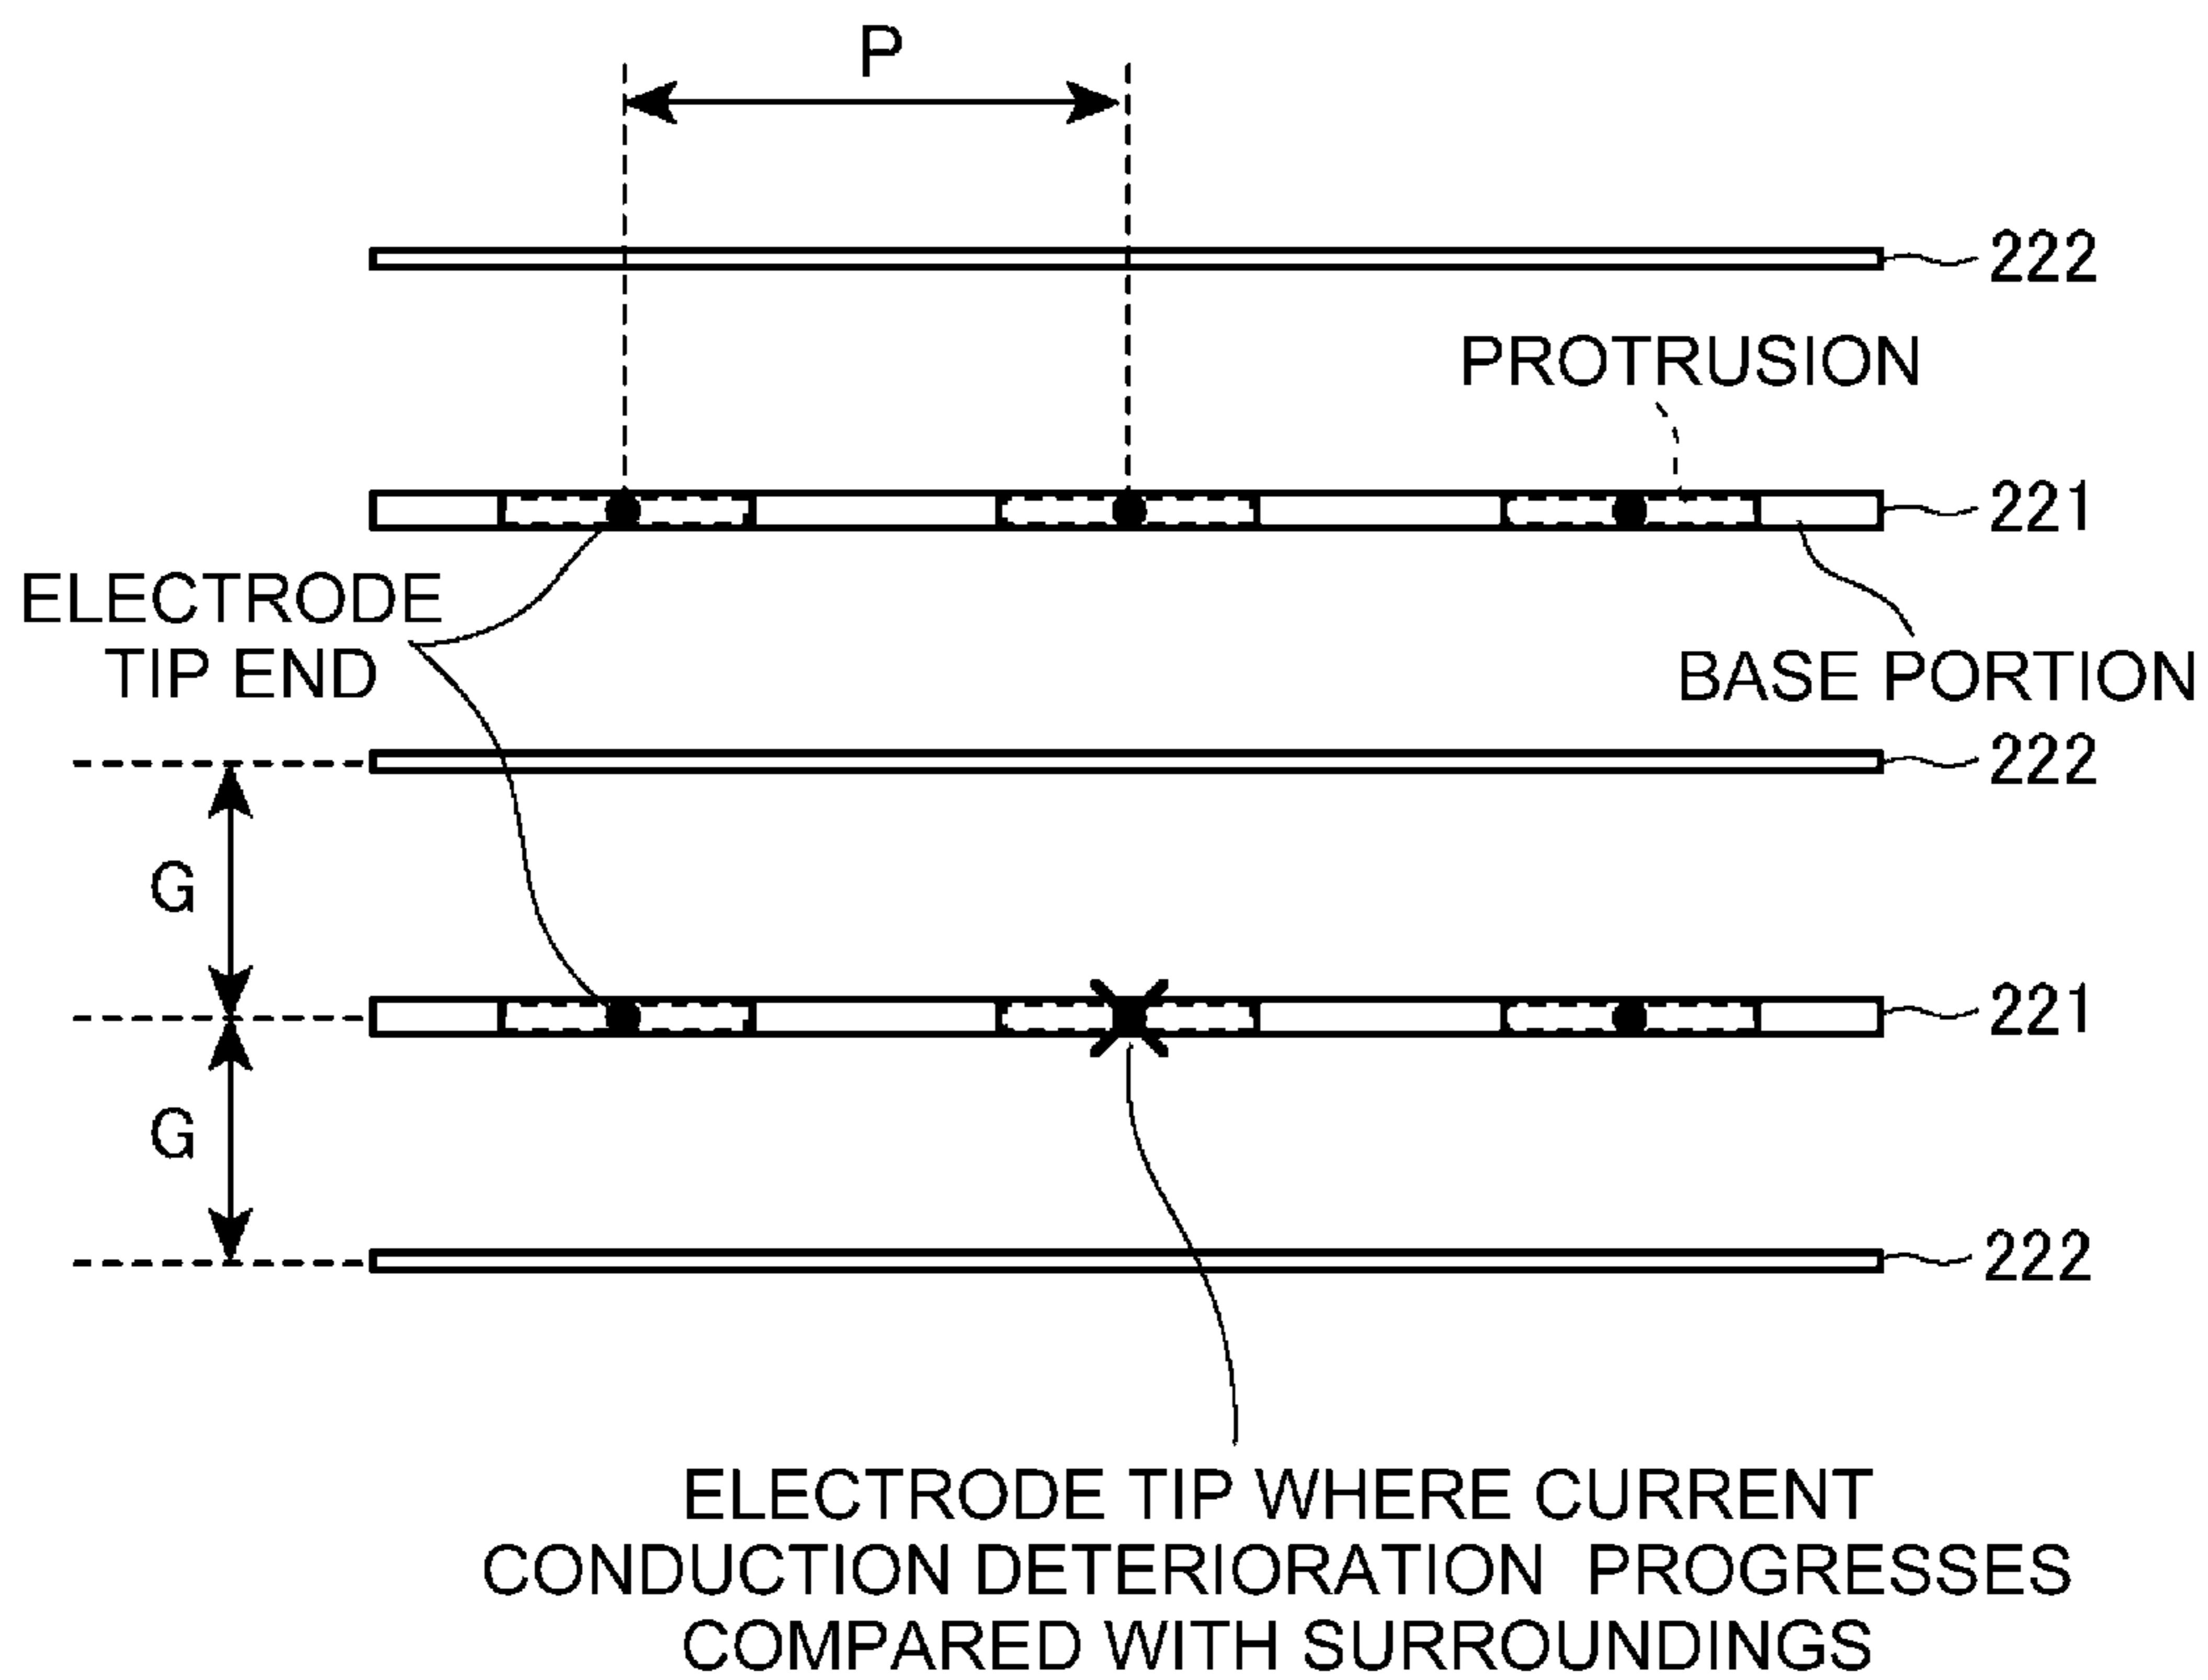 P
222
PROTRUSION
221
ELECTRODE
TIP END
BASE PORTION
222
G
221
G
222
ELECTRODE TIP WHERE CURRENT
CONDUCTION DETERIORATION PROGRESSES
COMPARED WITH SURROUNDINGS